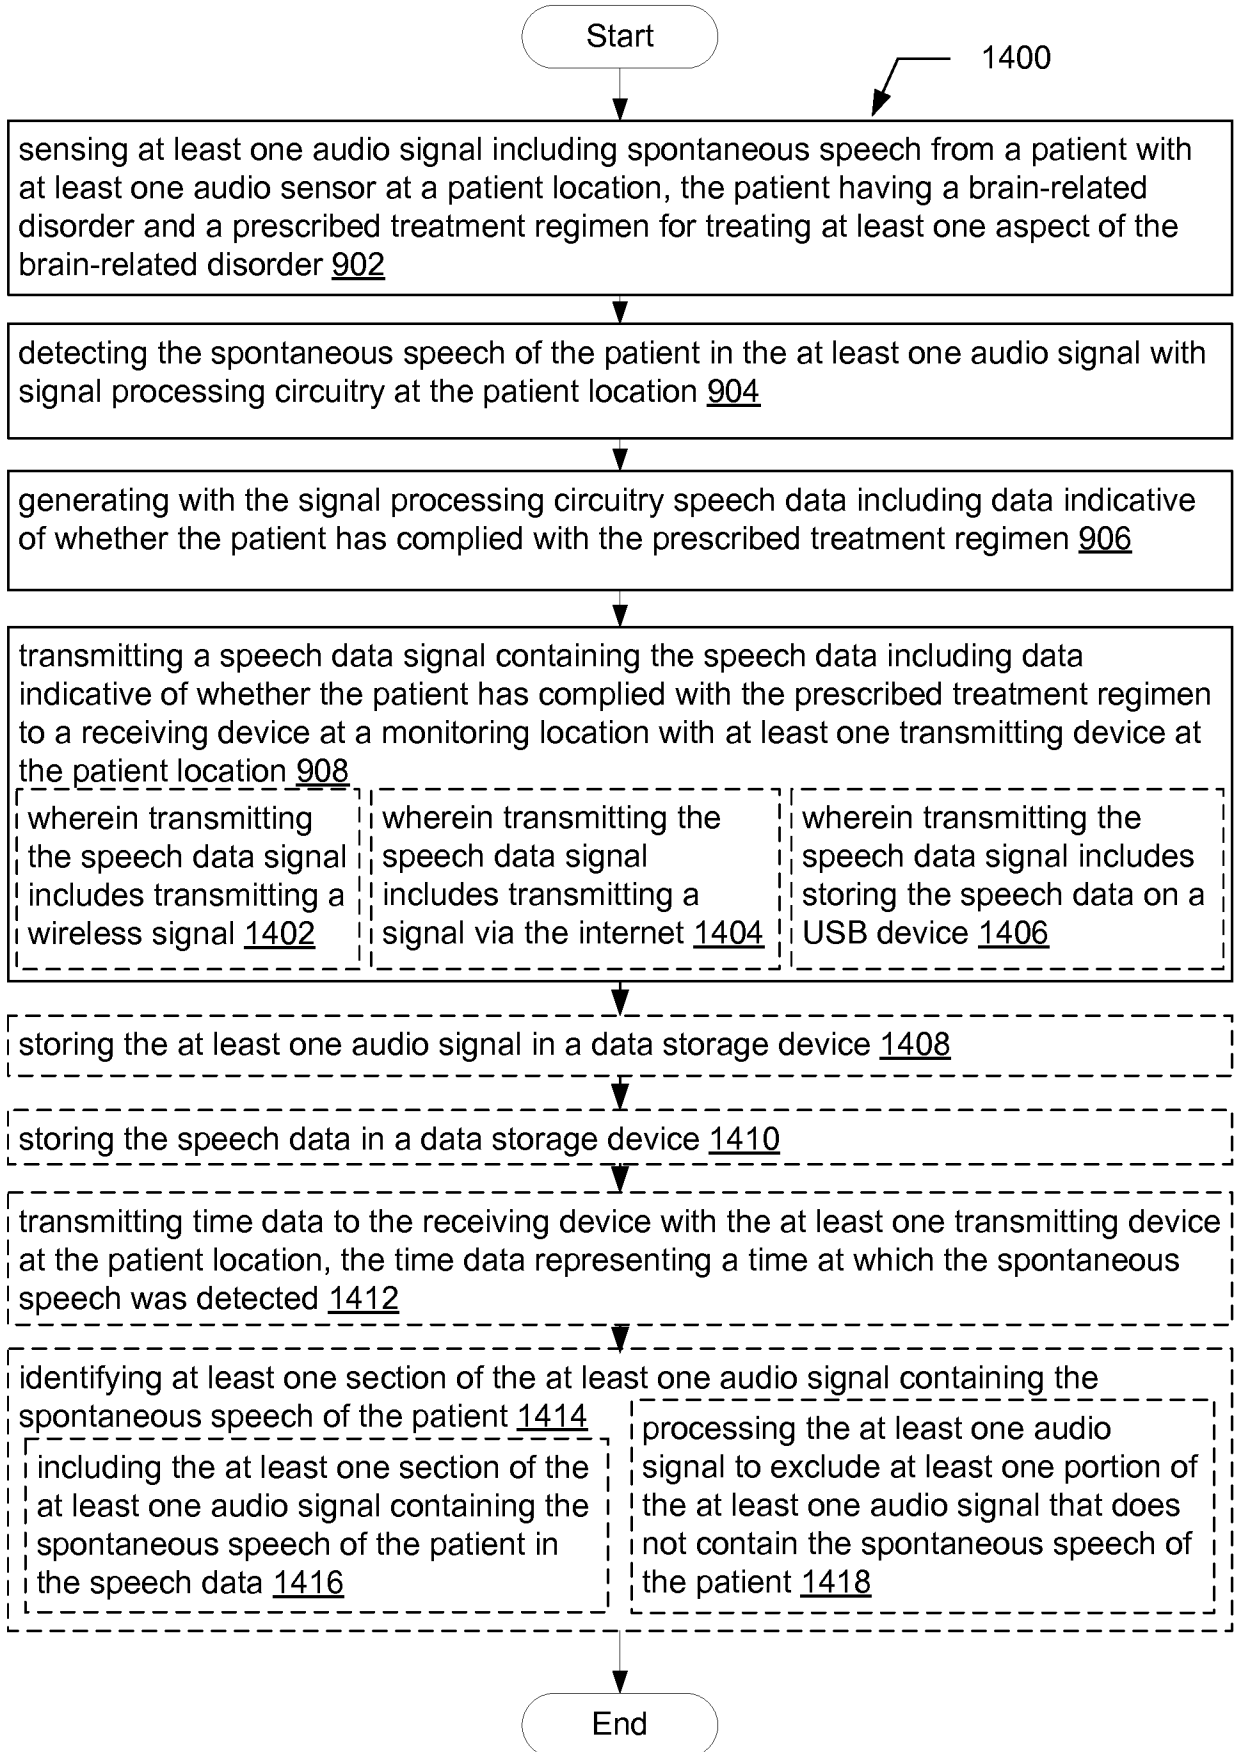 Start
1400
sensing at least one audio signal including spontaneous speech from a patient with
at least one audio sensor at a patient location, the patient having a brain-related
disorder and a prescribed treatment regimen for treating at least one aspect of the
brain-related disorder 902
detecting the spontaneous speech of the patient in the at least one audio signal with
signal processing circuitry at the patient location 904
generating with the signal processing circuitry speech data including data indicative
of whether the patient has complied with the prescribed treatment regimen 906
transmitting a speech data signal containing the speech data including data
indicative of whether the patient has complied with the prescribed treatment regimen
to a receiving device at a monitoring location with at least one transmitting device at
the patient location 908
wherein transmitting
the speech data signal
includes transmitting a
wireless signal 1402
wherein transmitting the
speech data signal
includes transmitting a
signal via the internet 1404
wherein transmitting the
speech data signal includes
storing the speech data on a
USB device 1406
storing the at least one audio signal in a data storage device 1408
storing the speech data in a data storage device 1410
transmitting time data to the receiving device with the at least one transmitting device
at the patient location, the time data representing a time at which the spontaneous
speech was detected 1412
identifying at least one section of the at least one audio signal containing the
spontaneous speech of the patient 1414
including the at least one section of the
at least one audio signal containing the
spontaneous speech of the patient in
the speech data 1416
processing the at least one audio
signal to exclude at least one portion of
the at least one audio signal that does
not contain the spontaneous speech of
the patient 1418
End